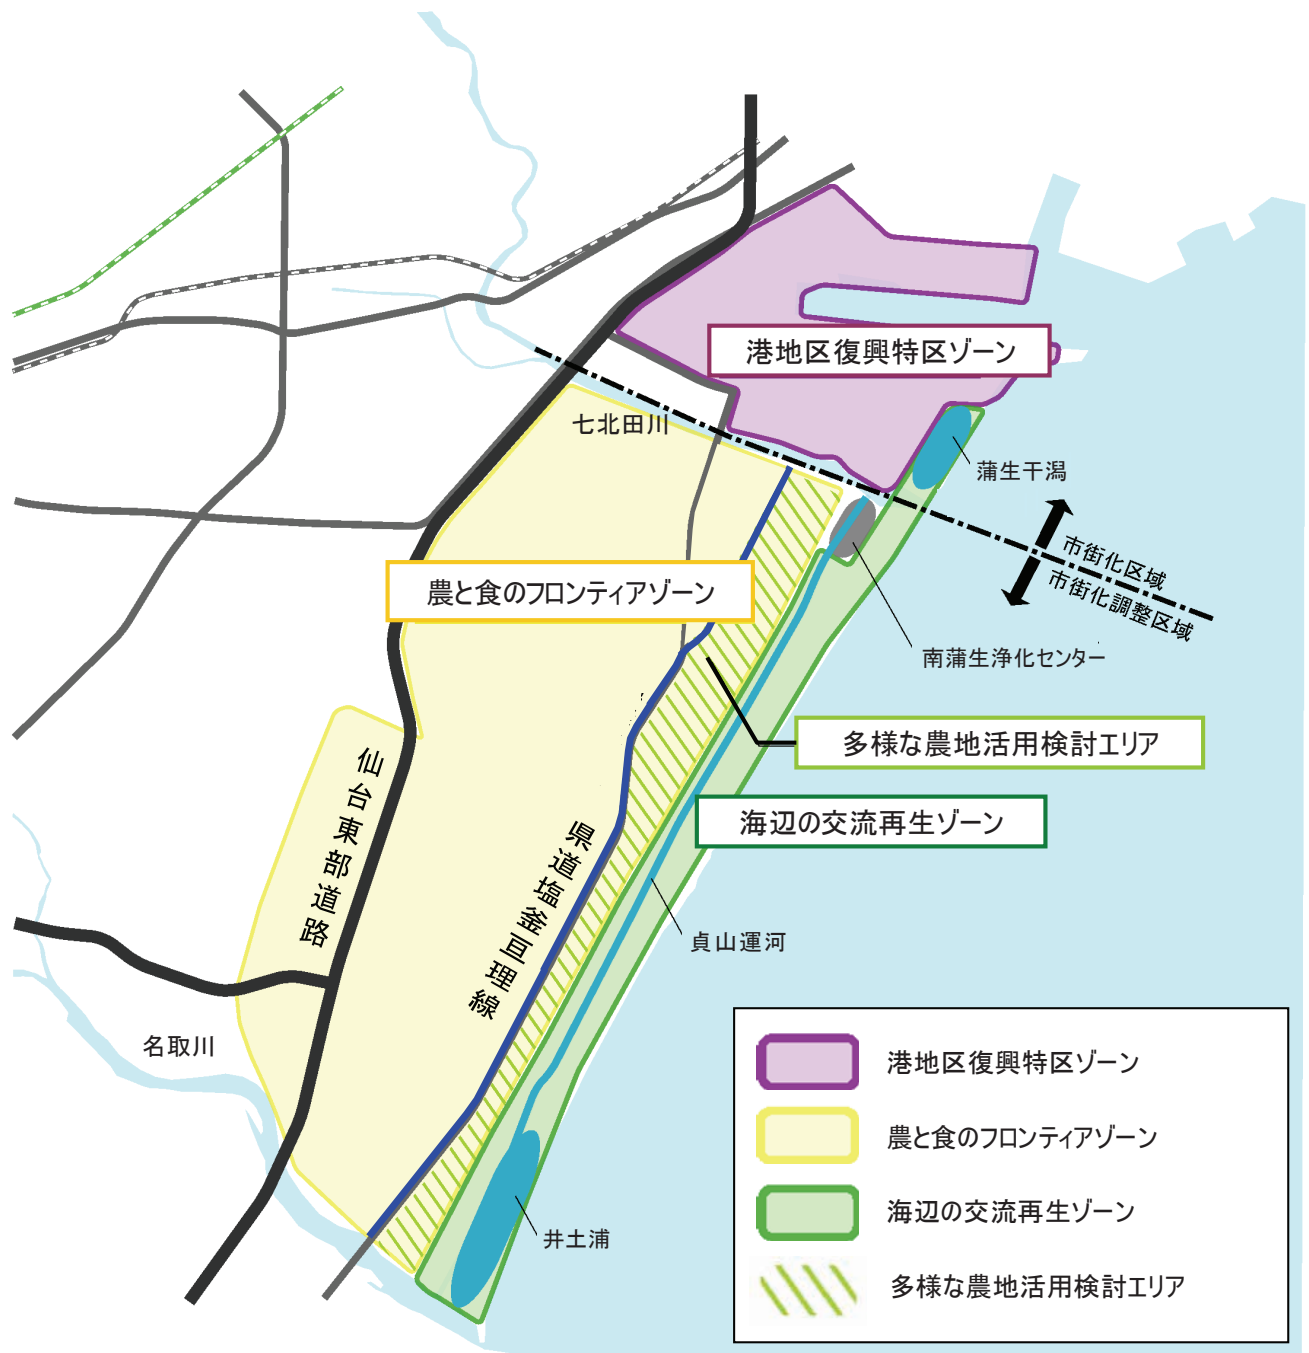 港地区復興特区ゾーン
七北田川
蒲生干潟
市街化区域
市街化調整区域
農と食のフロンティアゾーン
南蒲生浄化センター
多様な農地活用検討エリア
仙台東部道路
海辺の交流再生ゾーン
県道塩釜亘理線
貞山運河
名取川
井土浦
港地区復興特区ゾーン
農と食のフロンティアゾーン
海辺の交流再生ゾーン
多様な農地活用検討エリア